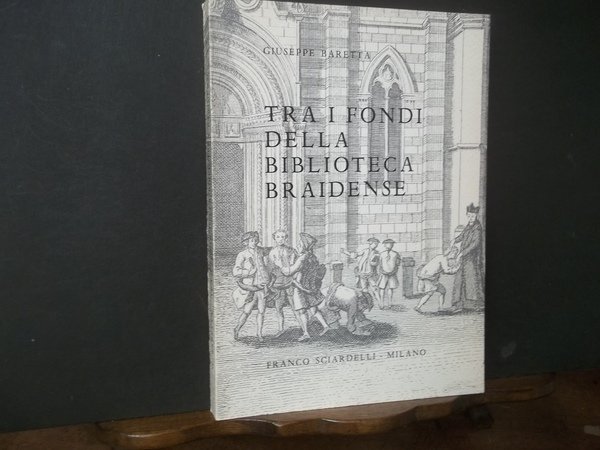 GIUSEPPE BARETTA
TRA I FONDI
DELLA
BIBLIOTECA
BRAIDENSE
FRANCO SCIARDELLI - MILANO